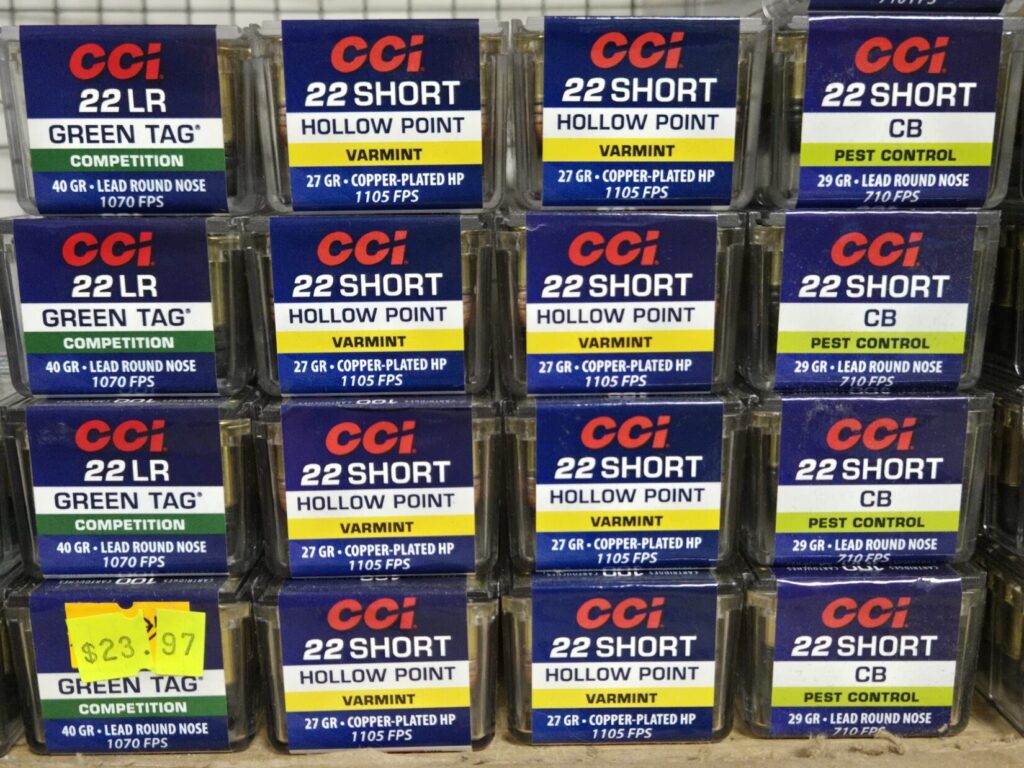 710 FPS
CCI
22 LR
GREEN TAG®
COMPETITION
40 GR • LEAD ROUND NOSE
1070 FPS
CCI
22 SHORT
HOLLOW POINT
VARMINT
27 GR • COPPER-PLATED HP
1105 FPS
CCI
22 SHORT
HOLLOW POINT
VARMINT
27 GR • COPPER-PLATED HP
1105 FPS
CCI
22 SHORT
CB
PEST CONTROL
29 GR • LEAD ROUND NOSE
710 FPS
CCI
22 LR
GREEN TAG®
COMPETITION
40 GR • LEAD ROUND NOSE
1070 FPS
CCI
22 SHORT
HOLLOW POINT
VARMINT
27 GR • COPPER-PLATED HP
1105 FPS
CCI
22 SHORT
HOLLOW POINT
VARMINT
27 GR • COPPER-PLATED HP
1105 FPS
CCI
22 SHORT
CB
PEST CONTROL
29 GR • LEAD ROUND NOSE
710 FPS
CCI
22 LR
GREEN TAG®
COMPETITION
40 GR • LEAD ROUND NOSE
1070 FPS
CCI
22 SHORT
HOLLOW POINT
VARMINT
27 GR • COPPER-PLATED HP
1105 FPS
CCI
22 SHORT
HOLLOW POINT
VARMINT
27 GR • COPPER-PLATED HP
1105 FPS
CCI
22 SHORT
CB
PEST CONTROL
29 GR • LEAD ROUND NOSE
710 FPS
$23.97
GREEN TAG®
COMPETITION
40 GR • LEAD ROUND NOSE
1070 FPS
CCI
22 SHORT
HOLLOW POINT
VARMINT
27 GR • COPPER-PLATED HP
1105 FPS
CCI
22 SHORT
HOLLOW POINT
VARMINT
27 GR • COPPER-PLATED HP
1105 FPS
CCI
22 SHORT
CB
PEST CONTROL
29 GR • LEAD ROUND NOSE
710 FPS